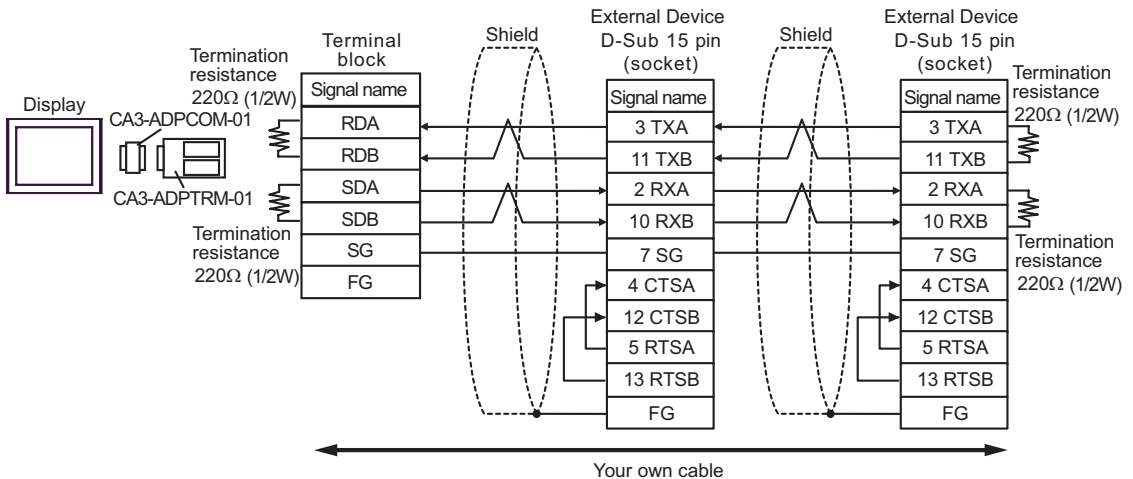 Display
CA3-ADPCOM-01
CA3-ADPTRM-01
Termination
resistance
220Ω (1/2W)
Termination
resistance
220Ω (1/2W)
Terminal
block
Signal name
RDA
RDB
SDA
SDB
SG
FG
Shield
External Device
D-Sub 15 pin
(socket)
Signal name
3 TXA
11 TXB
2 RXA
10 RXB
7 SG
4 CTSA
12 CTSB
5 RTSA
13 RTSB
FG
Shield
External Device
D-Sub 15 pin
(socket)
Signal name
3 TXA
11 TXB
2 RXA
10 RXB
7 SG
4 CTSA
12 CTSB
5 RTSA
13 RTSB
FG
Termination
resistance
220Ω (1/2W)
Termination
resistance
220Ω (1/2W)
Your own cable